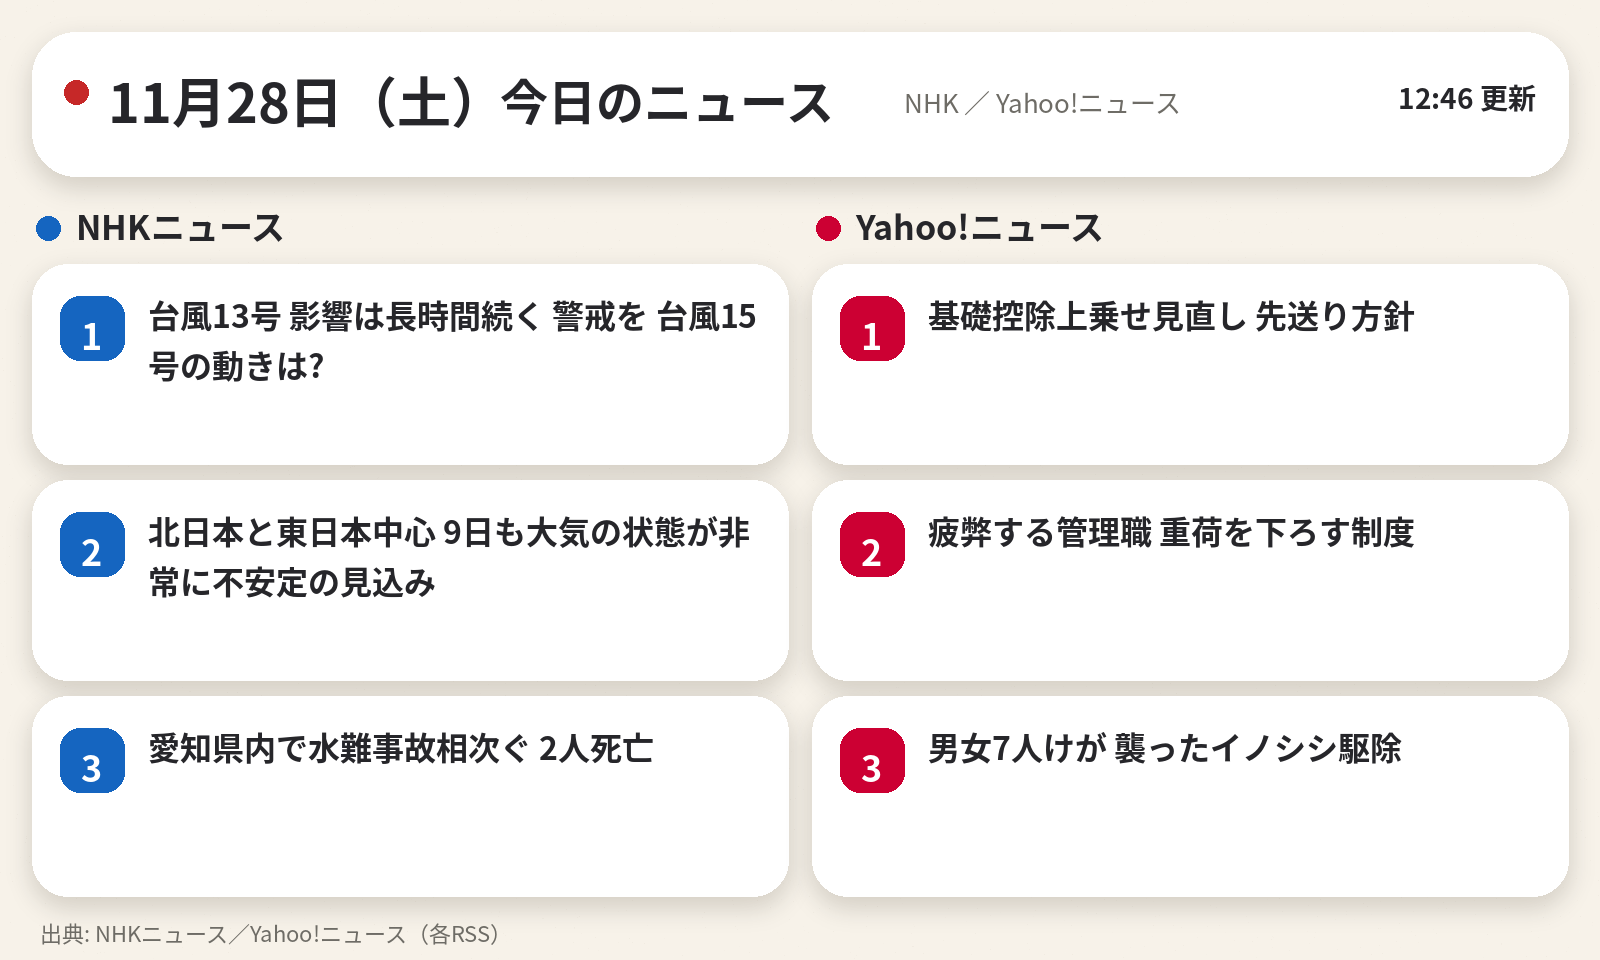 11月28日（土）今日のニュース
NHK ／ Yahoo!ニュース
12:46 更新
NHKニュース
1
台風13号 影響は長時間続く 警戒を 台風15
号の動きは?
2
北日本と東日本中心 9日も大気の状態が非
常に不安定の見込み
3
愛知県内で水難事故相次ぐ 2人死亡
Yahoo!ニュース
1
基礎控除上乗せ見直し 先送り方針
2
疲弊する管理職 重荷を下ろす制度
3
男女7人けが 襲ったイノシシ駆除
出典: NHKニュース／Yahoo!ニュース（各RSS）